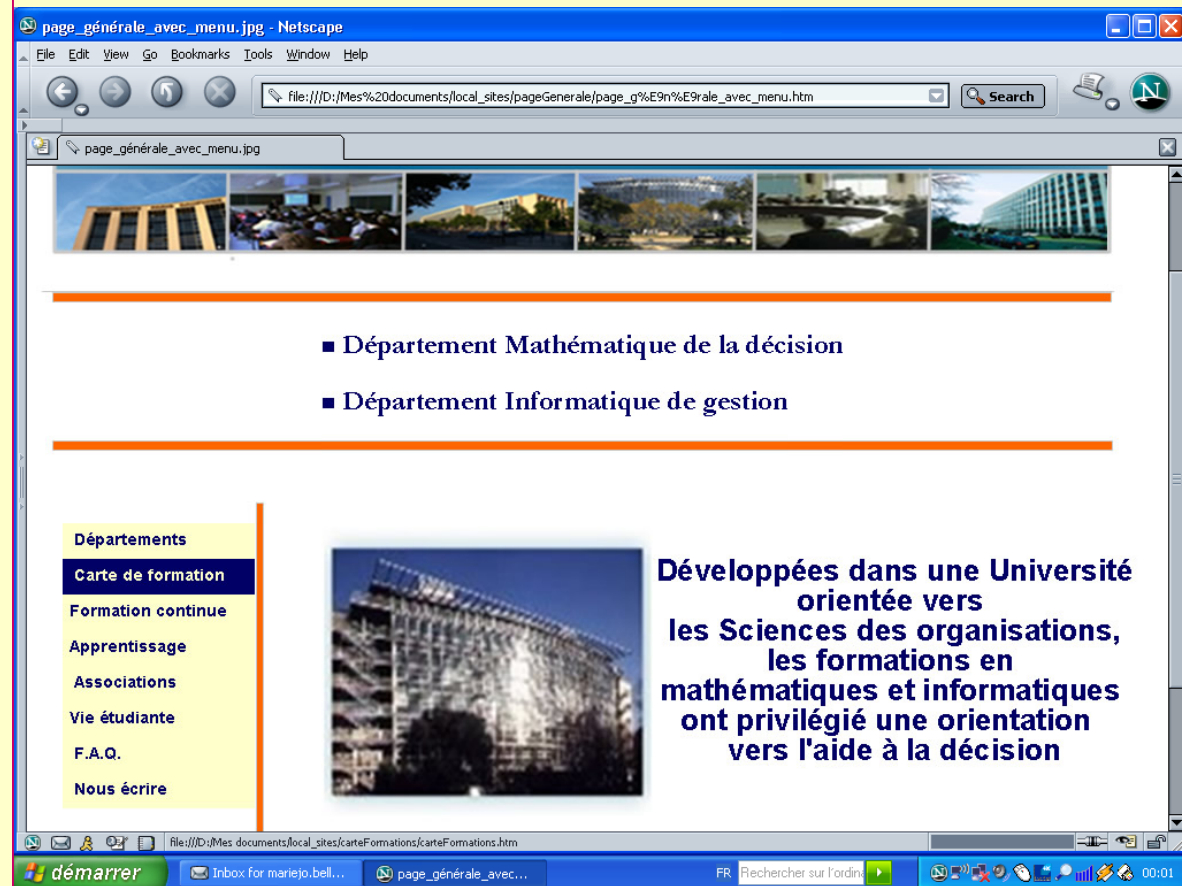 page_générale_avec_menu.jpg - Netscape
File Edit View Go Bookmarks Tools Window Help
file:///D:/Mes%20documents/local_sites/pageGenerale/page_g%E9n%E9rale_avec_menu.htm
Search
N
page_générale_avec_menu.jpg
■ Département Mathématique de la décision
■ Département Informatique de gestion
Départements
Carte de formation
Formation continue
Apprentissage
Associations
Vie étudiante
F.A.Q.
Nous écrire
Développées dans une Université
orientée vers
les Sciences des organisations,
les formations en
mathématiques et informatiques
ont privilégié une orientation
vers l'aide à la décision
file:///D:/Mes documents/local_sites/carteFormations/carteFormations.htm
démarrer
Inbox for mariejo.bell...
page_générale_avec...
FR
Rechercher sur l'ordin
00:01